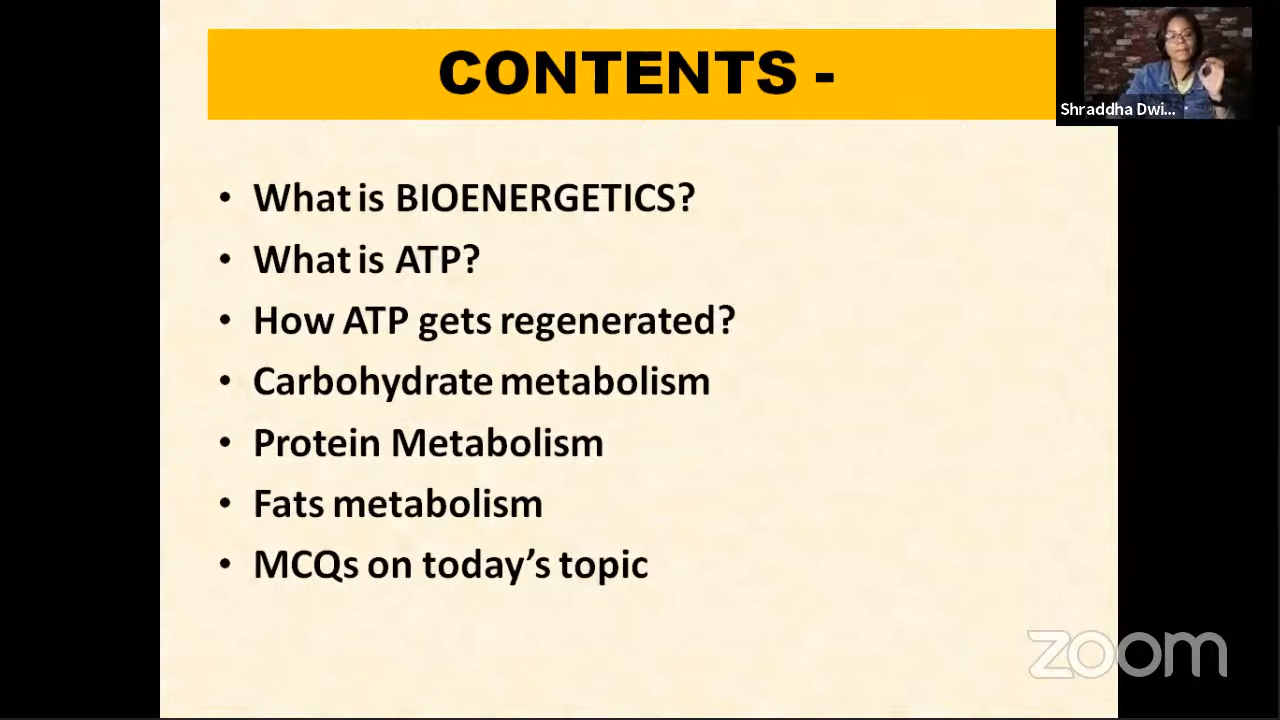 CONTENTS -
Shraddha Dwi...
• What is BIOENERGETICS?
• What is ATP?
• How ATP gets regenerated?
• Carbohydrate metabolism
• Protein Metabolism
• Fats metabolism
• MCQs on today's topic
zoom